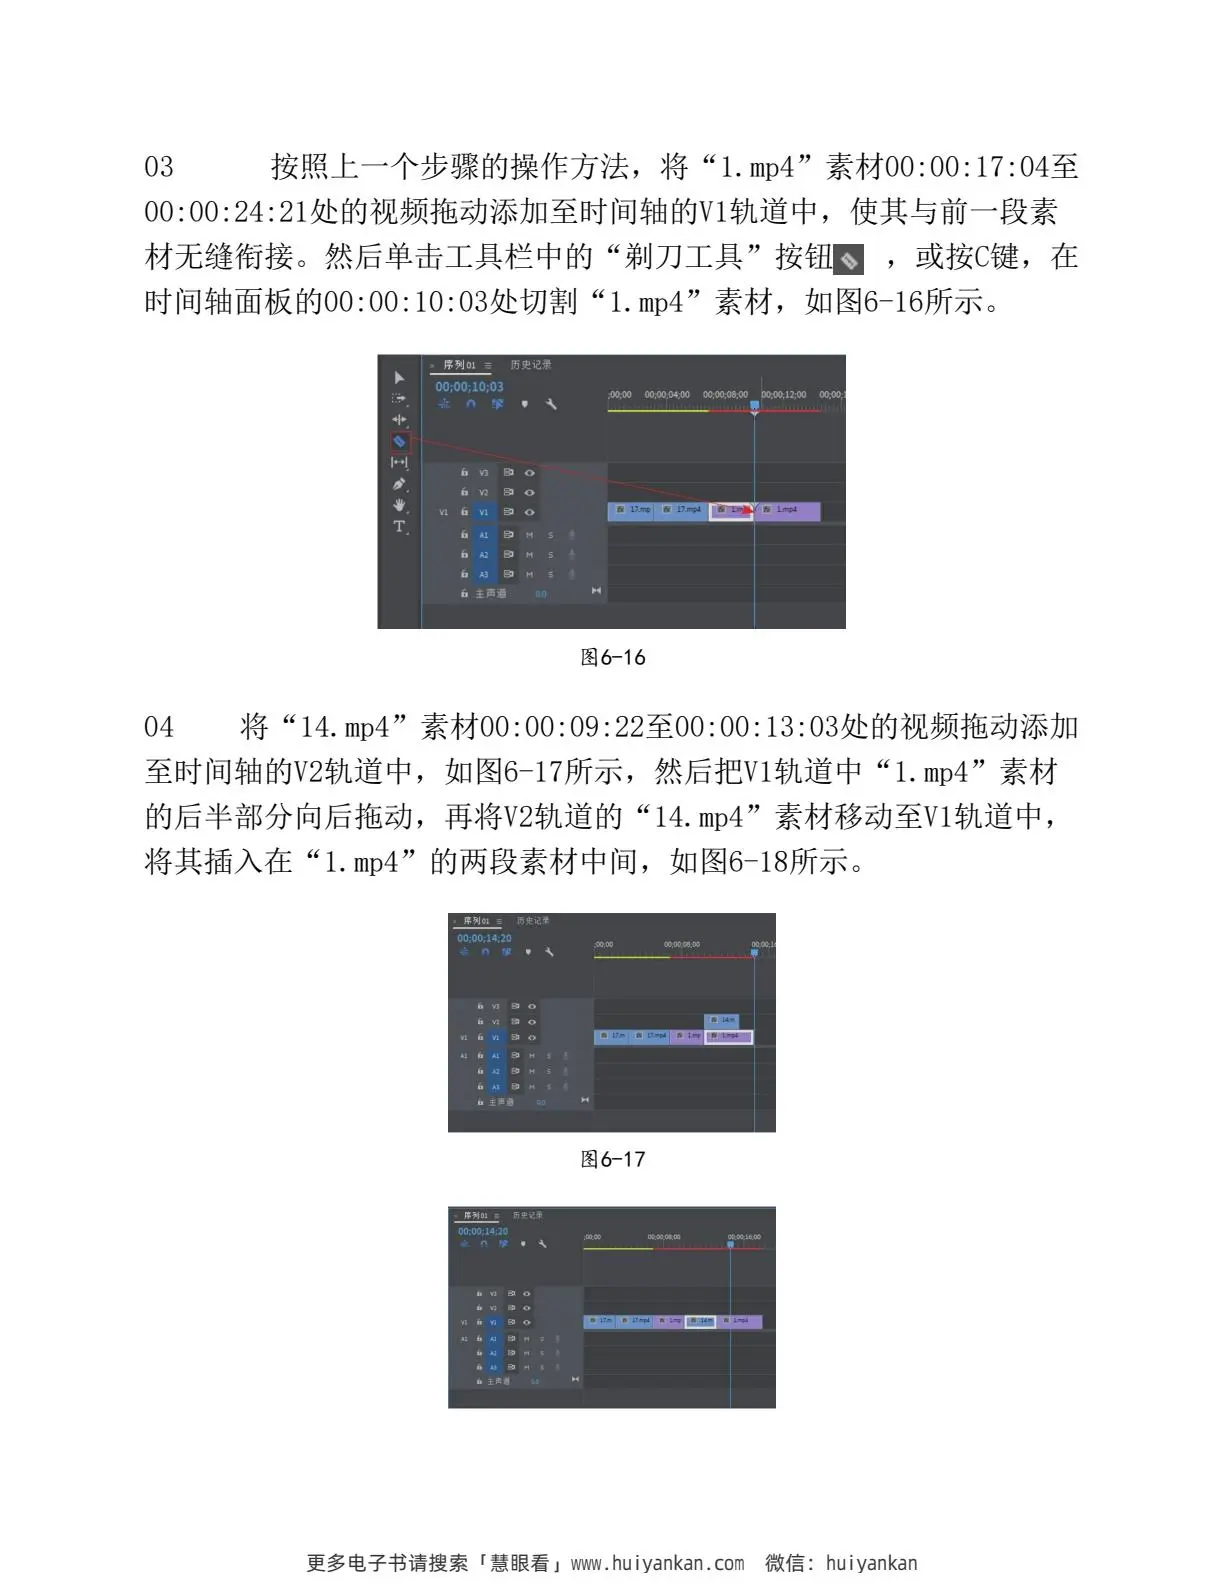 03 按照上一个步骤的操作方法，将“1.mp4”素材00:00:17:04至
00:00:24:21处的视频拖动添加至时间轴的V1轨道中，使其与前一段素
材无缝衔接。然后单击工具栏中的“剃刀工具”按钮 ，或按C键，在
时间轴面板的00:00:10:03处切割“1.mp4”素材，如图6-16所示。
× 序列01 ≡ 历史记录
00;00;10;03
;00;00 00;00;04;00 00;00;08;00 00;00;12;00 00;00;1
V3
V2
V1 V1 fx 17.mp fx 17.mp4 fx 1.mp fx 1.mp4
A1 M S
A2 M S
A3 M S
主声道 0.0
T
图6-16
04 将“14.mp4”素材00:00:09:22至00:00:13:03处的视频拖动添加
至时间轴的V2轨道中，如图6-17所示，然后把V1轨道中“1.mp4”素材
的后半部分向后拖动，再将V2轨道的“14.mp4”素材移动至V1轨道中，
将其插入在“1.mp4”的两段素材中间，如图6-18所示。
× 序列01 ≡ 历史记录
00;00;14;20
;00;00 00;00;08;00 00;00;16
V3
V2 fx 14.m
V1 V1 fx 17.m fx 17.mp4 fx 1.mp fx 1.mp4
A1 A1 M S
A2 M S
A3 M S
主声道 0.0
图6-17
× 序列01 ≡ 历史记录
00;00;14;20
;00;00 00;00;08;00 00;00;16;00
V3
V2
V1 V1 fx 17.m fx 17.mp4 fx 1.mp fx 14.m fx 1.mp4
A1 A1 M S
A2 M S
A3 M S
主声道 0.0
更多电子书请搜索「慧眼看」www.huiyankan.com 微信：huiyankan